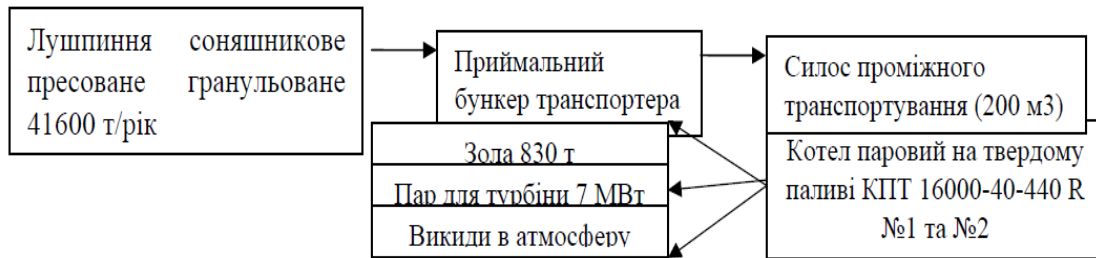 Лушпиння соняшникове
пресоване гранульоване
41600 т/рік
Приймальний
бункер транспортера
Силос проміжного
транспортування (200 м3)
Зола 830 т
Пар для турбіни 7 МВт
Викиди в атмосферу
Котел паровий на твердому
паливі КПТ 16000-40-440 R
№1 та №2